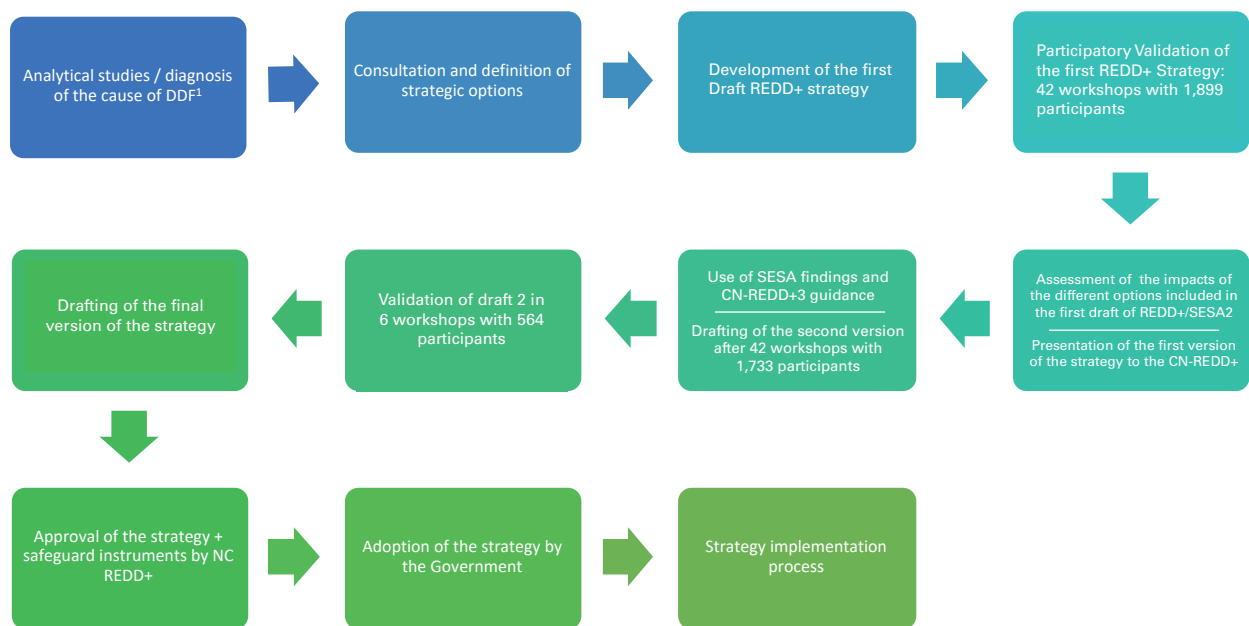 Analytical studies / diagnosis
of the cause of DDF¹
Consultation and definition of
strategic options
Development of the first
Draft REDD+ strategy
Participatory Validation of
the first REDD+ Strategy:
42 workshops with 1,899
participants
Assessment of the impacts of
the different options included in
the first draft of REDD+/SESA2
Presentation of the first version
of the strategy to the CN-REDD+
Use of SESA findings and
CN-REDD+3 guidance
Drafting of the second version
after 42 workshops with
1,733 participants
Validation of draft 2 in
6 workshops with 564
participants
Drafting of the final
version of the strategy
Approval of the strategy +
safeguard instruments by NC
REDD+
Adoption of the strategy by
the Government
Strategy implementation
process